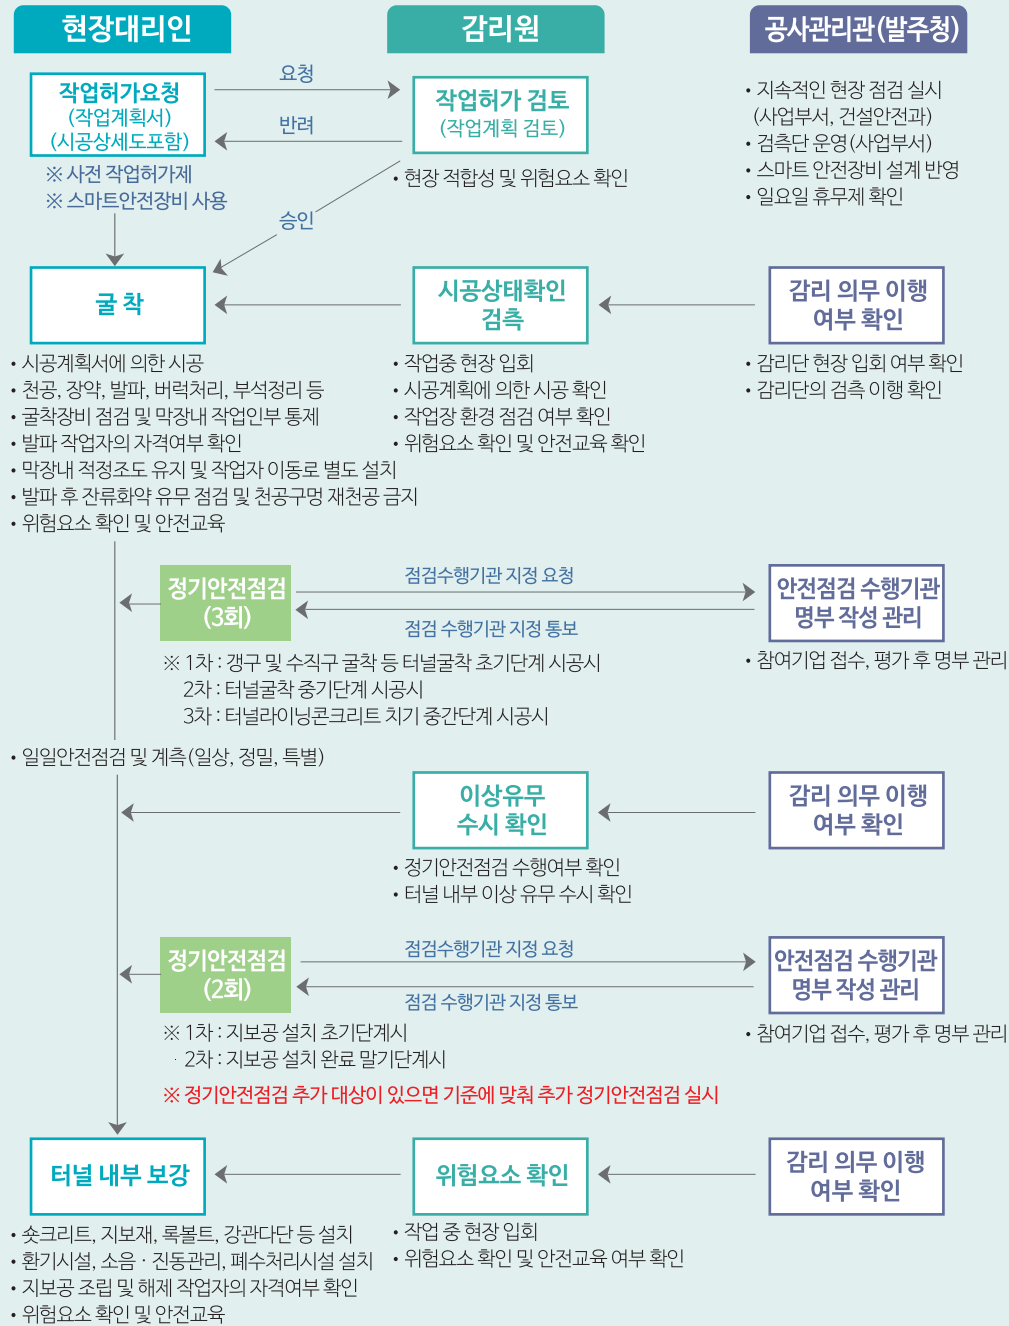 현장대리인
감리원
공사관리관(발주청)
작업허가요청
(작업계획서)
(시공상세도포함)
※ 사전 작업허가제
※ 스마트안전장비 사용
요청
반려
승인
작업허가 검토
(작업계획 검토)
• 현장 적합성 및 위험요소 확인
• 지속적인 현장 점검 실시
(사업부서, 건설안전과)
• 검측단 운영(사업부서)
• 스마트 안전장비 설계 반영
• 일요일 휴무제 확인
굴 착
시공상태확인
검측
감리 의무 이행
여부 확인
• 시공계획서에 의한 시공
• 천공, 장약, 발파, 버럭처리, 부석정리 등
• 굴착장비 점검 및 막장내 작업인부 통제
• 발파 작업자의 자격여부 확인
• 막장내 적정조도 유지 및 작업자 이동로 별도 설치
• 발파 후 잔류화약 유무 점검 및 천공구멍 재천공 금지
• 위험요소 확인 및 안전교육
• 작업중 현장 입회
• 시공계획에 의한 시공 확인
• 작업장 환경 점검 여부 확인
• 위험요소 확인 및 안전교육 확인
• 감리단 현장 입회 여부 확인
• 감리단의 검측 이행 확인
정기안전점검
(3회)
점검수행기관 지정 요청
점검 수행기관 지정 통보
안전점검 수행기관
명부 작성 관리
※ 1차 : 갱구 및 수직구 굴착 등 터널굴착 초기단계 시공시
2차 : 터널굴착 중기단계 시공시
3차 : 터널라이닝콘크리트 치기 중간단계 시공시
• 참여기업 접수, 평가 후 명부 관리
• 일일안전점검 및 계측(일상, 정밀, 특별)
이상유무
수시 확인
감리 의무 이행
여부 확인
• 정기안전점검 수행여부 확인
• 터널 내부 이상 유무 수시 확인
정기안전점검
(2회)
점검수행기관 지정 요청
점검 수행기관 지정 통보
안전점검 수행기관
명부 작성 관리
※ 1차 : 지보공 설치 초기단계시
· 2차 : 지보공 설치 완료 말기단계시
• 참여기업 접수, 평가 후 명부 관리
※ 정기안전점검 추가 대상이 있으면 기준에 맞춰 추가 정기안전점검 실시
터널 내부 보강
위험요소 확인
감리 의무 이행
여부 확인
• 숏크리트, 지보재, 록볼트, 강관다단 등 설치
• 환기시설, 소음 · 진동관리, 폐수처리시설 설치
• 지보공 조립 및 해제 작업자의 자격여부 확인
• 위험요소 확인 및 안전교육
• 작업 중 현장 입회
• 위험요소 확인 및 안전교육 여부 확인